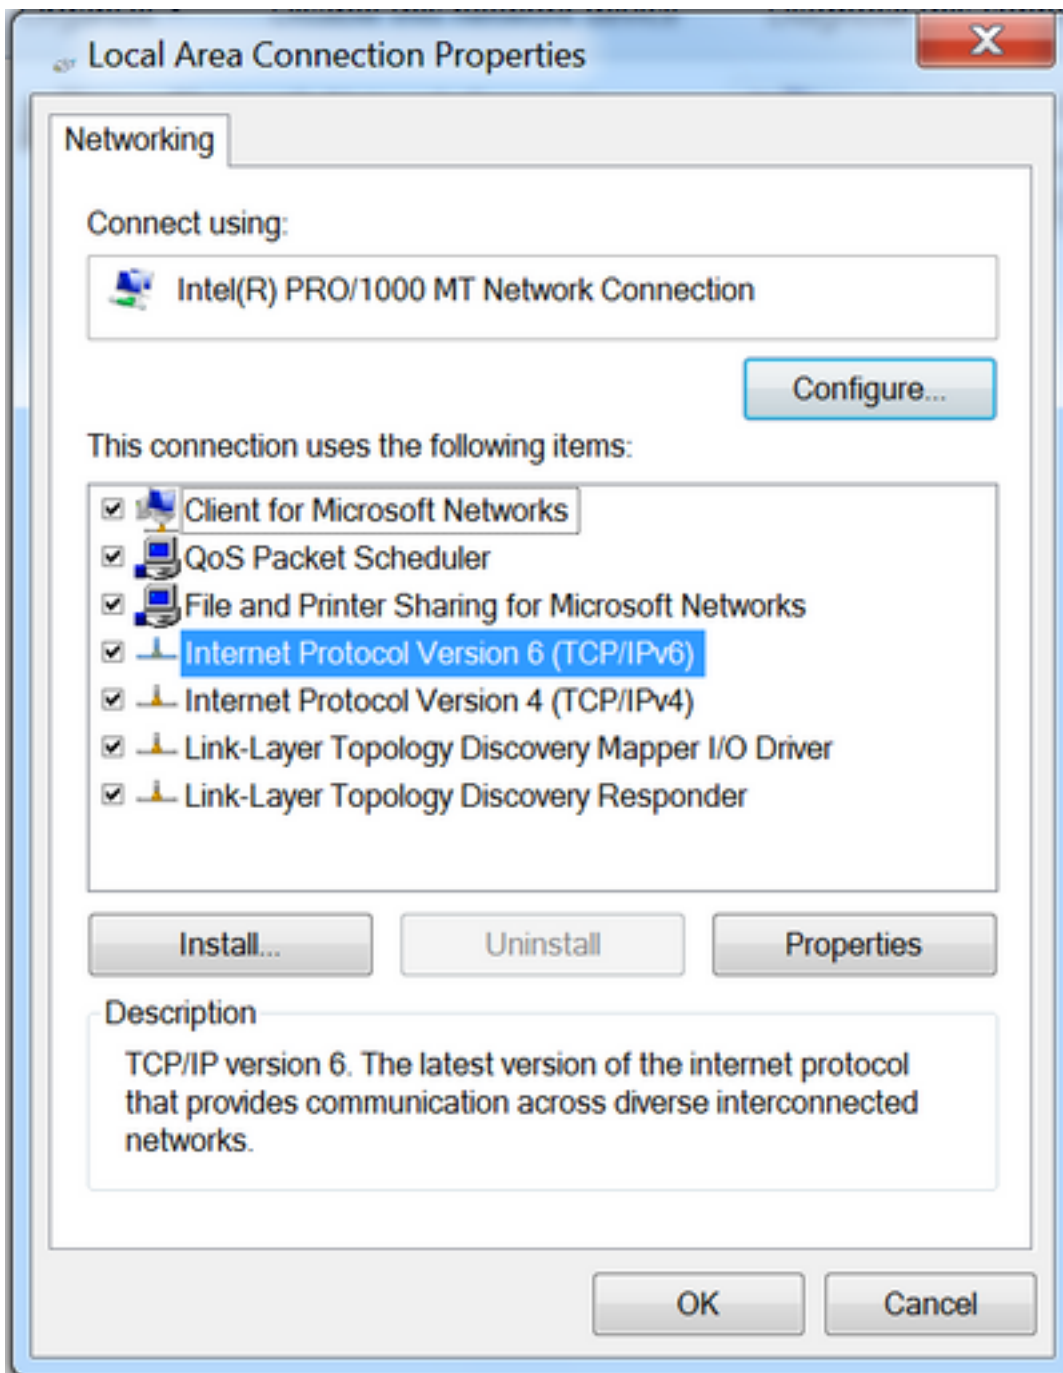 Local Area Connection Properties
Networking
Connect using:
Intel(R) PRO/1000 MT Network Connection
Configure...
This connection uses the following items:
Client for Microsoft Networks
QoS Packet Scheduler
File and Printer Sharing for Microsoft Networks
Internet Protocol Version 6 (TCP/IPv6)
Internet Protocol Version 4 (TCP/IPv4)
Link-Layer Topology Discovery Mapper I/O Driver
Link-Layer Topology Discovery Responder
Install...
Uninstall
Properties
Description
TCP/IP version 6. The latest version of the internet protocol
that provides communication across diverse interconnected
networks.
OK
Cancel